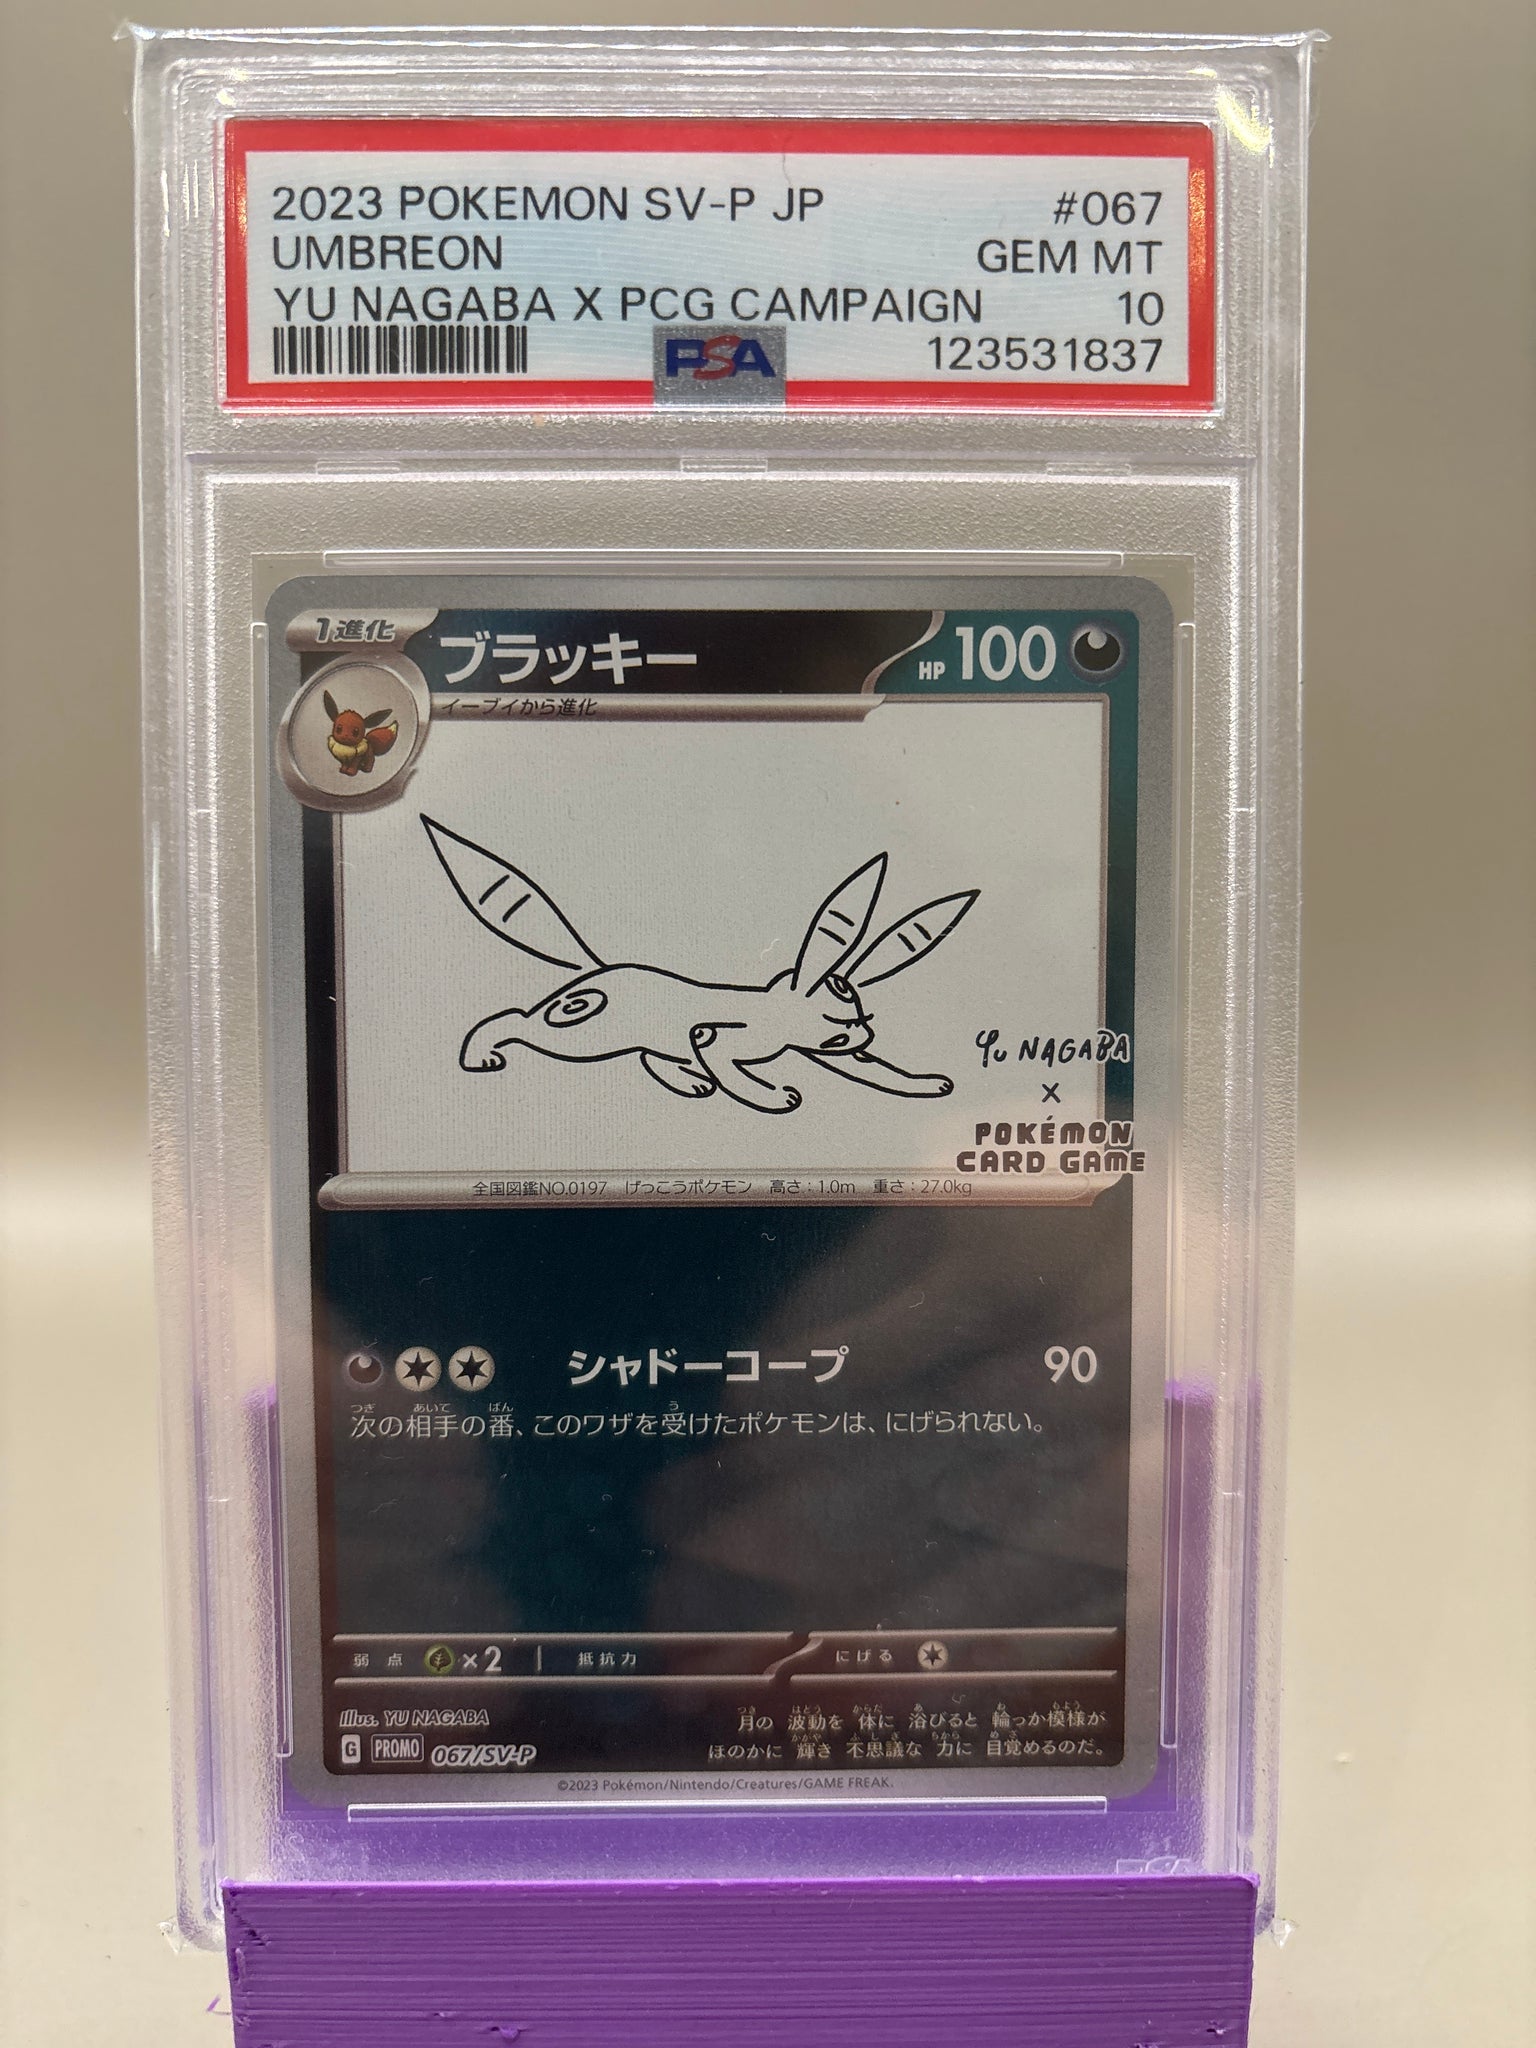 2023 POKEMON SV-P JP #067
UMBREON GEM MT
YU NAGABA X PCG CAMPAIGN 10
PSA 123531837
1進化 ブラッキー HP 100
イーブイから進化
YU NAGABA
×
POKÉMON
CARD GAME
全国図鑑NO.0197 げっこうポケモン 高さ:1.0m 重さ:27.0kg
シャドーコープ 90
次の相手の番、このワザを受けたポケモンは、にげられない。
弱点 ×2 抵抗力 にげる
Illus. YU NAGABA
月の 波動を 体に 浴びると 輪っか模様が
ほのかに 輝き 不思議な 力に 目覚めるのだ。
G PROMO 067/SV-P
©2023 Pokémon/Nintendo/Creatures/GAME FREAK.